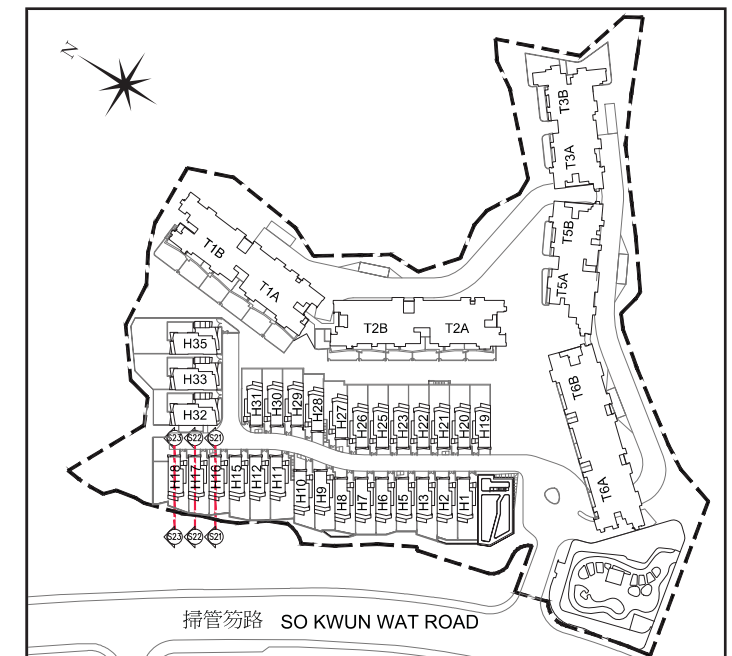 N
T3B
T3A
T5B
T5A
T1B
T1A
T2B
T2A
T6B
T6A
H35
H33
H32
H31
H30
H29
H28
H27
H26
H25
H23
H22
H21
H20
H19
S23
S22
S21
H18
H17
H16
H15
H12
H11
H10
H9
H8
H7
H6
H5
H3
H2
H1
S23
S22
S21
掃管笏路 SO KWUN WAT ROAD